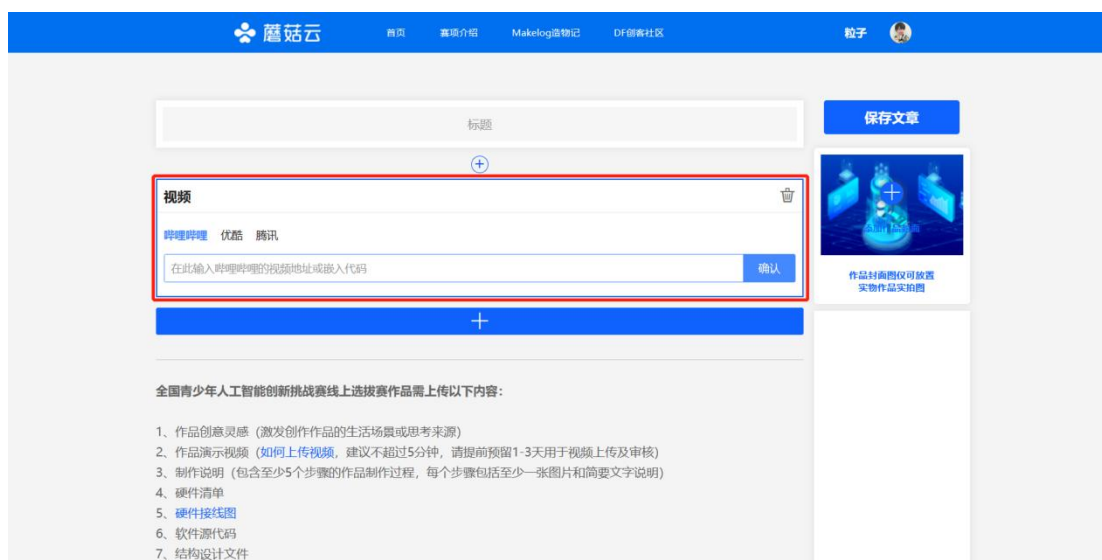 蘑菇云 首页 赛项介绍 Makelog造物记 DF创客社区 粒子
标题
保存文章
视频
哔哩哔哩 优酷 腾讯
在此输入哔哩哔哩的视频地址或嵌入代码 确认
作品封面图仅可放置
实物作品实拍图
全国青少年人工智能创新挑战赛线上选拔赛作品需上传以下内容：
1、作品创意灵感（激发创作作品的生活场景或思考来源）
2、作品演示视频（如何上传视频，建议不超过5分钟，请提前预留1-3天用于视频上传及审核）
3、制作说明（包含至少5个步骤的作品制作过程，每个步骤包括至少一张图片和简要文字说明）
4、硬件清单
5、硬件接线图
6、软件源代码
7、结构设计文件